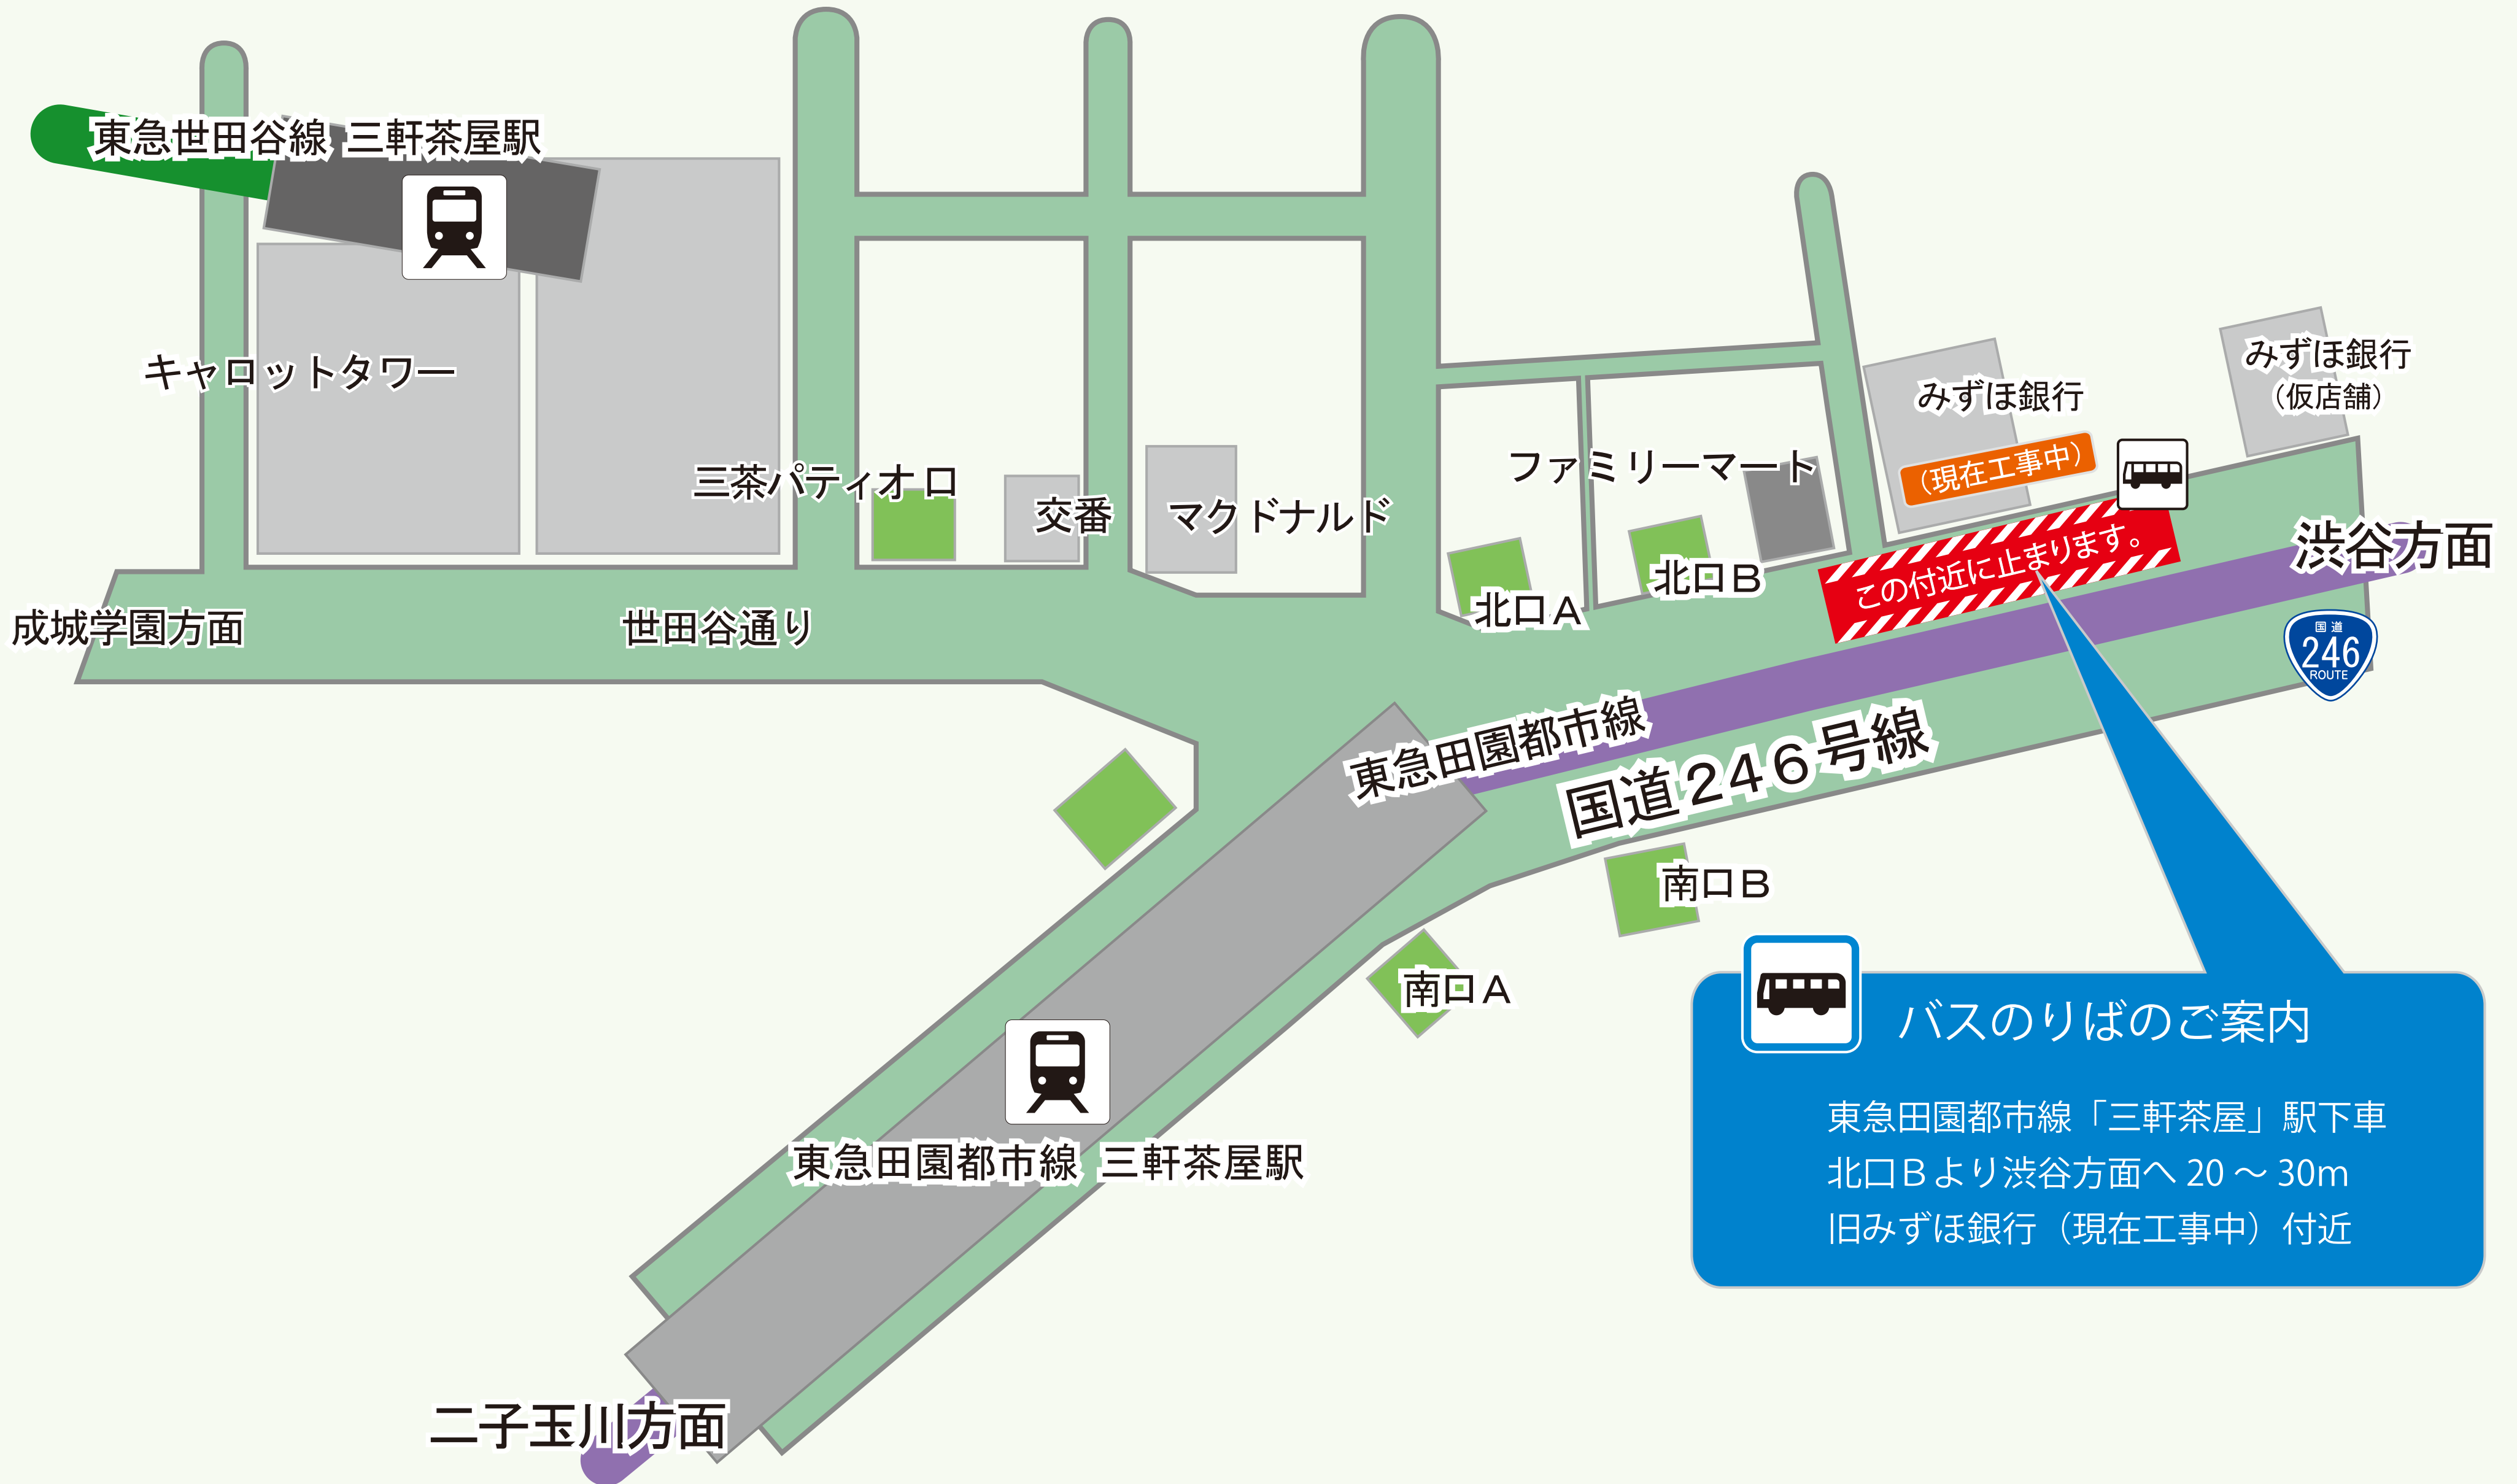 東急世田谷線 三軒茶屋駅
キャロットタワー
三茶パティオ口
交番
マクドナルド
ファミリーマート
みずほ銀行
（現在工事中）
みずほ銀行
（仮店舗）
北口Ａ
北口Ｂ
この付近に止まります。
渋谷方面
国道
246
ROUTE
成城学園方面
世田谷通り
東急田園都市線
国道２４６号線
南口Ｂ
南口Ａ
東急田園都市線 三軒茶屋駅
二子玉川方面
バスのりばのご案内
東急田園都市線「三軒茶屋」駅下車
北口Ｂより渋谷方面へ 20 ～ 30m
旧みずほ銀行（現在工事中）付近